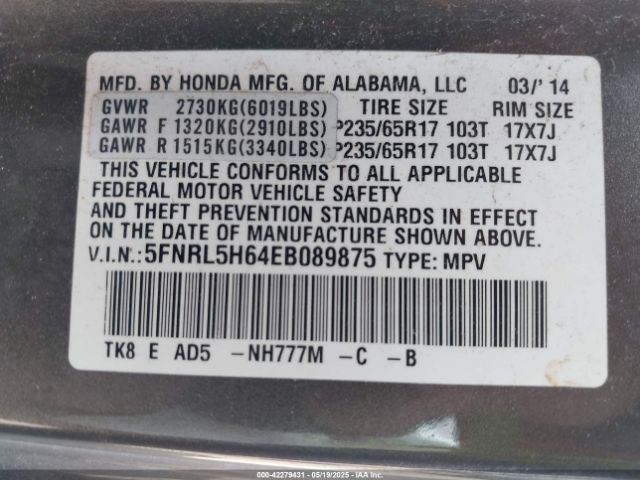 MFD. BY HONDA MFG. OF ALABAMA, LLC 03/'14
GVWR 2730KG(6019LBS) TIRE SIZE RIM SIZE
GAWR F 1320KG(2910LBS) P235/65R17 103T 17X7J
GAWR R 1515KG(3340LBS) P235/65R17 103T 17X7J
THIS VEHICLE CONFORMS TO ALL APPLICABLE
FEDERAL MOTOR VEHICLE SAFETY
AND THEFT PREVENTION STANDARDS IN EFFECT
ON THE DATE OF MANUFACTURE SHOWN ABOVE.
V.I.N.:5FNRL5H64EB089875 TYPE: MPV
TK8 E AD5 -NH777M -C -B
000-42279431 - 05/19/2025 - IAAI.COM